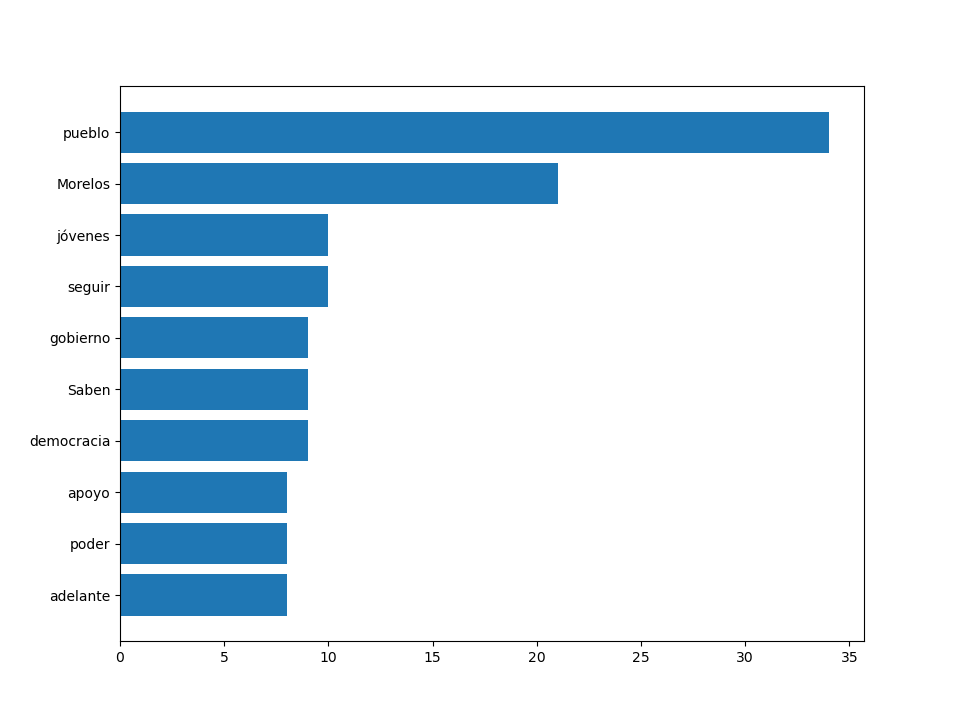 pueblo
Morelos
jóvenes
seguir
gobierno
Saben
democracia
apoyo
poder
adelante
0 5 10 15 20 25 30 35